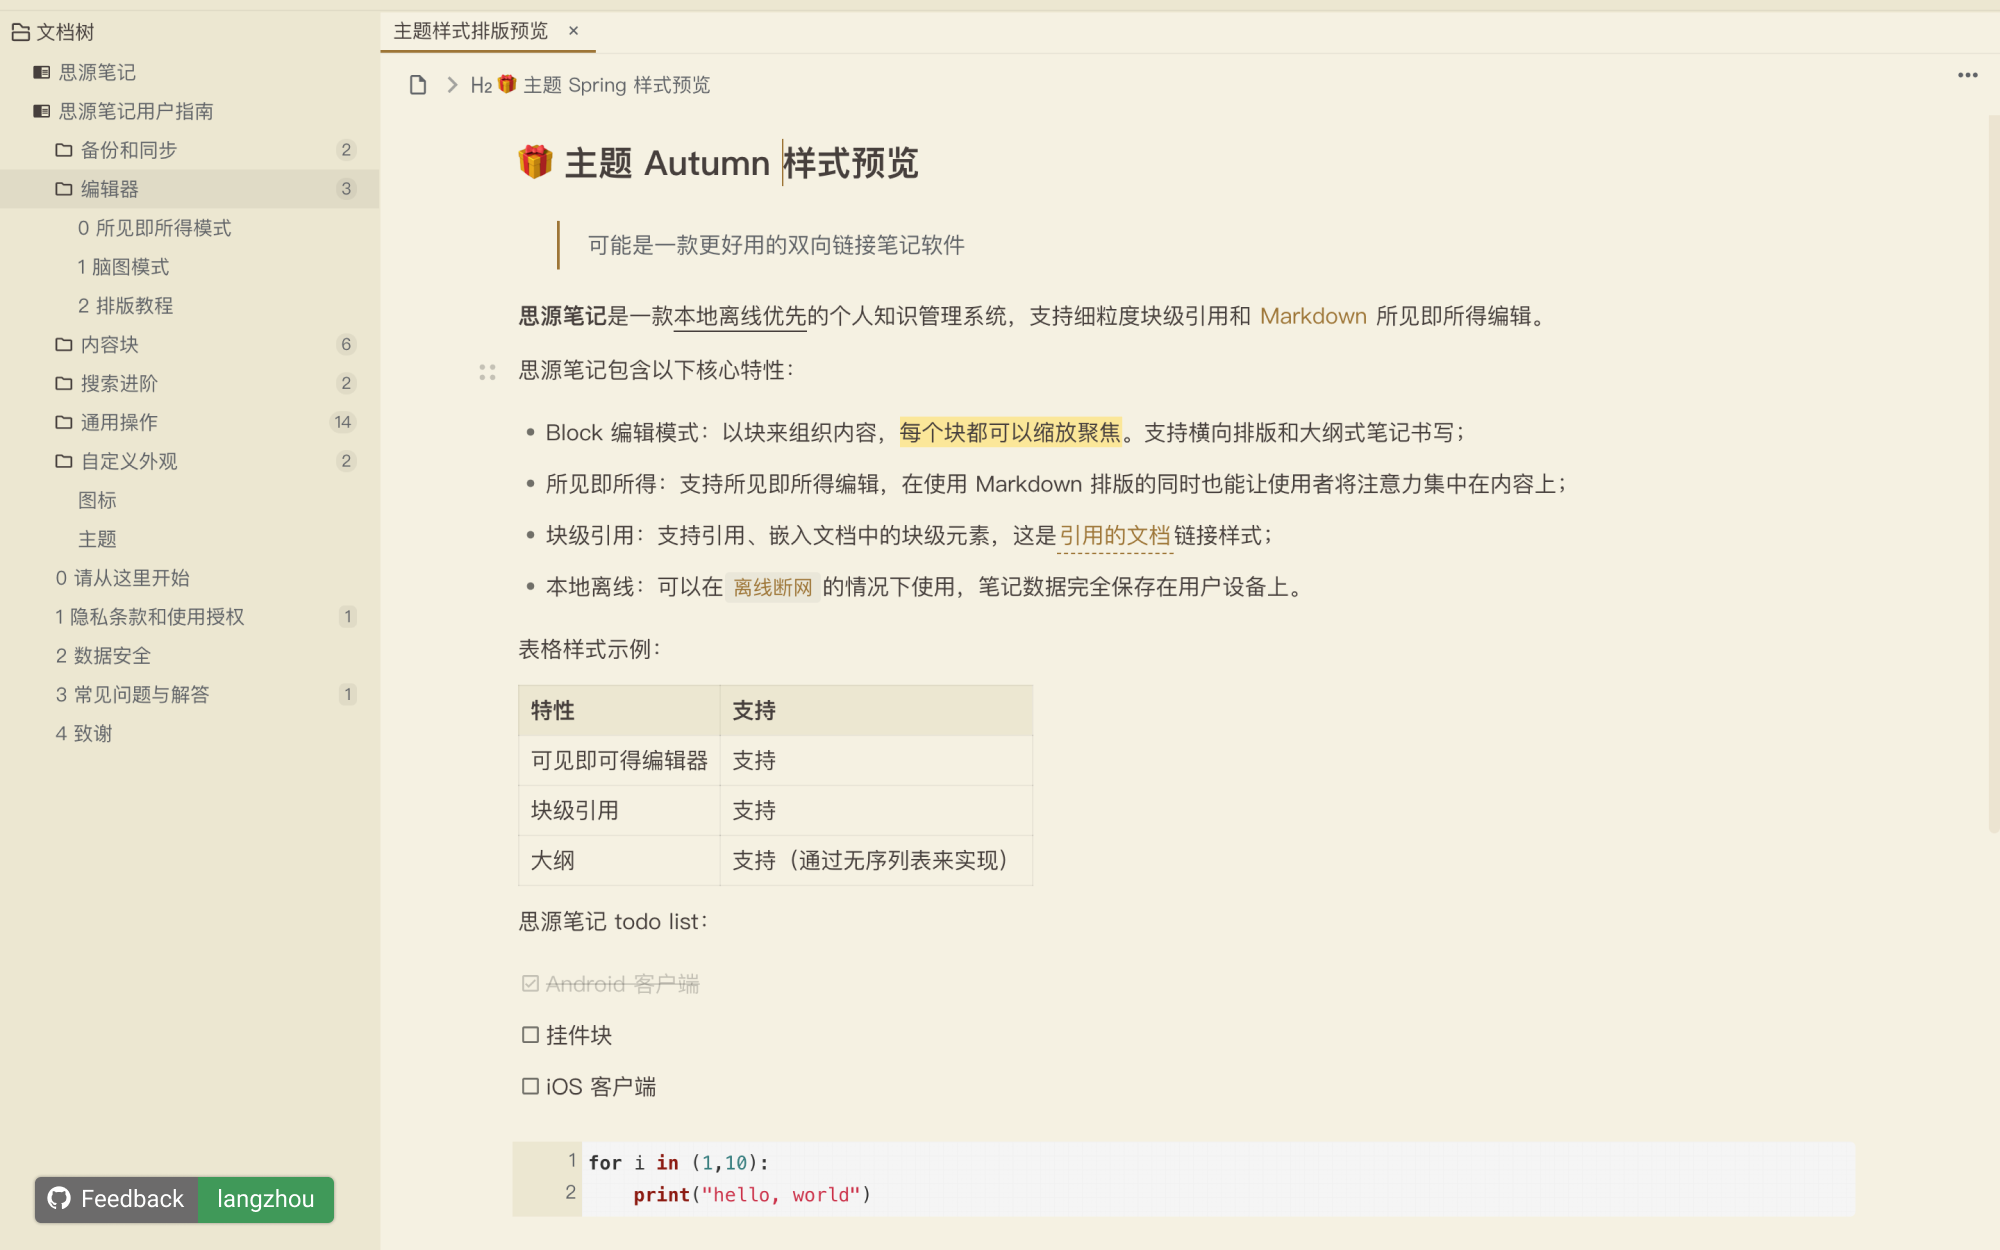 文档树
思源笔记
思源笔记用户指南
备份和同步 2
编辑器 3
0 所见即所得模式
1 脑图模式
2 排版教程
内容块 6
搜索进阶 2
通用操作 14
自定义外观 2
图标
主题
0 请从这里开始
1 隐私条款和使用授权 1
2 数据安全
3 常见问题与解答 1
4 致谢
Feedback langzhou
主题样式排版预览 ×
H2 🎁 主题 Spring 样式预览
🎁 主题 Autumn 样式预览
可能是一款更好用的双向链接笔记软件
思源笔记是一款本地离线优先的个人知识管理系统，支持细粒度块级引用和 Markdown 所见即所得编辑。
思源笔记包含以下核心特性：
• Block 编辑模式：以块来组织内容，每个块都可以缩放聚焦。支持横向排版和大纲式笔记书写；
• 所见即所得：支持所见即所得编辑，在使用 Markdown 排版的同时也能让使用者将注意力集中在内容上；
• 块级引用：支持引用、嵌入文档中的块级元素，这是引用的文档链接样式；
• 本地离线：可以在 离线断网 的情况下使用，笔记数据完全保存在用户设备上。
表格样式示例：
特性 支持
可见即可得编辑器 支持
块级引用 支持
大纲 支持（通过无序列表来实现）
思源笔记 todo list：
Android 客户端
挂件块
iOS 客户端
1 for i in (1,10):
2 print("hello, world")